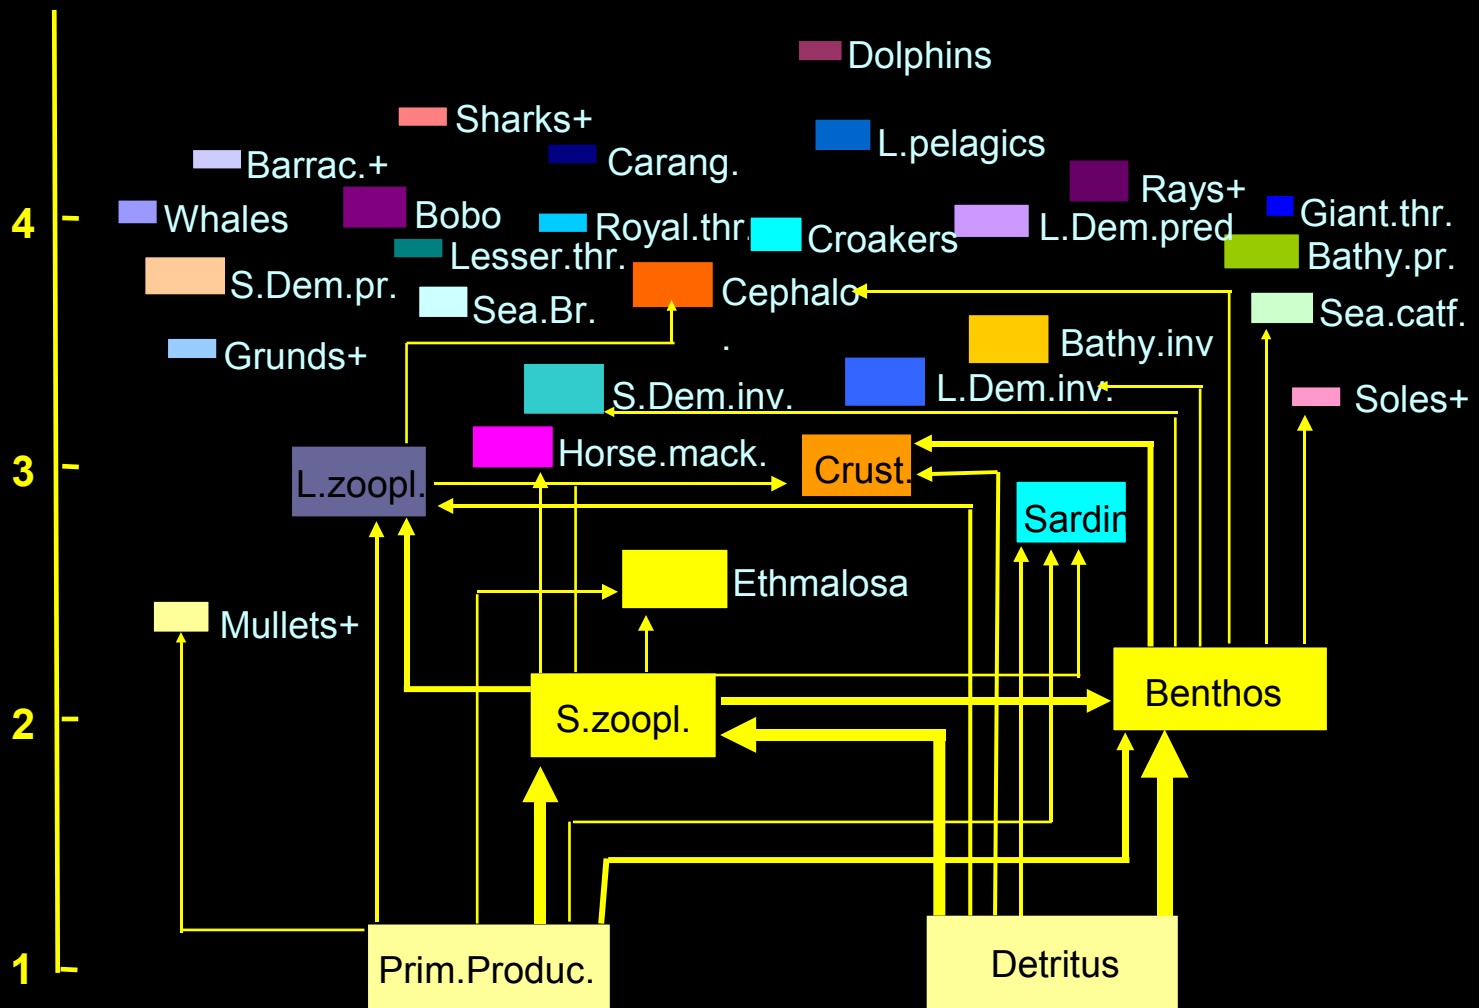 Dolphins
Sharks+
L.pelagics
Barrac.+
Carang.
Rays+
4
Whales
Bobo
Royal.thr.
Croakers
L.Dem.pred
Giant.thr.
Lesser.thr.
Bathy.pr.
S.Dem.pr.
Sea.Br.
Cephalo
.
Sea.catf.
Grunds+
Bathy.inv
S.Dem.inv.
L.Dem.inv.
Soles+
3
Horse.mack.
L.zoopl.
Crust.
Sardin
Ethmalosa
Mullets+
2
S.zoopl.
Benthos
1
Prim.Produc.
Detritus